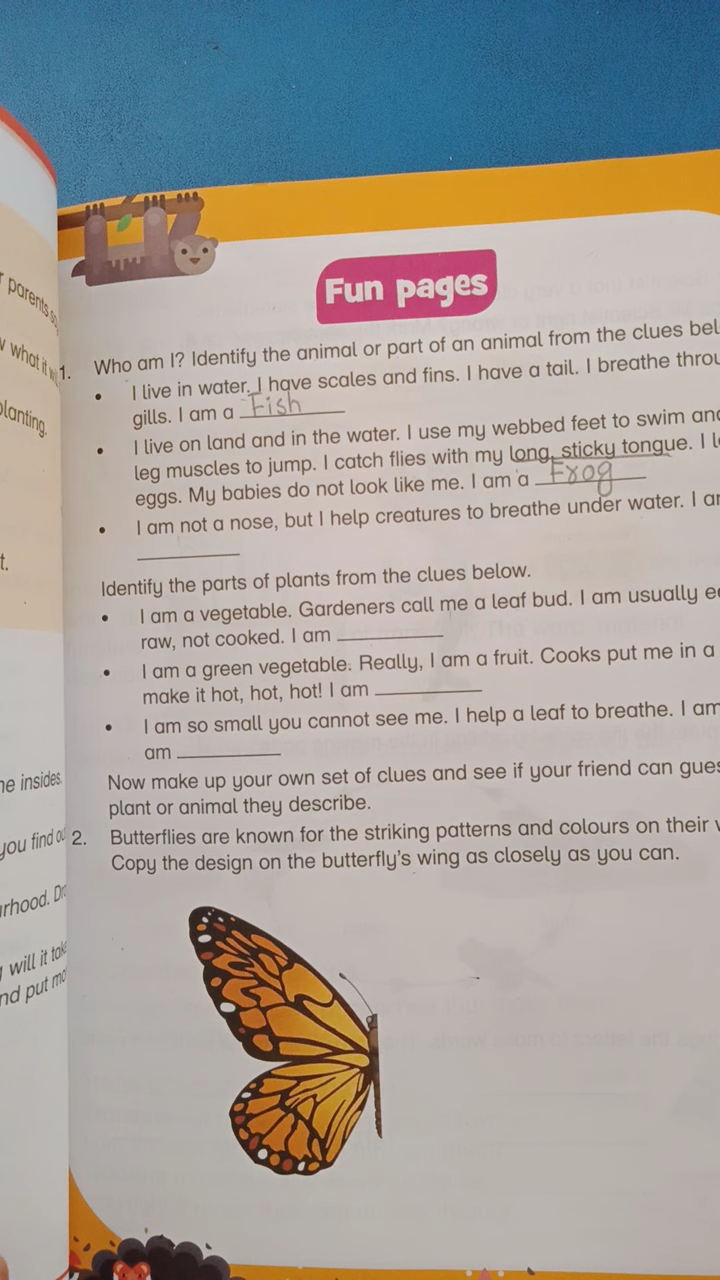 Fun pages
parents
what it
planting.
t.
insides.
you find
will it
nd put
1. Who am I? Identify the animal or part of an animal from the clues
• I live in water. I have scales and fins. I have a tail. I breathe
gills. I am a Fish
• I live on land and in the water. I use my webbed feet to swim and
leg muscles to jump. I catch flies with my long, sticky tongue. I
eggs. My babies do not look like me. I am a Frog
• I am not a nose, but I help creatures to breathe under water. I
Identify the parts of plants from the clues below.
• I am a vegetable. Gardeners call me a leaf bud. I am usually
raw, not cooked. I am
• I am a green vegetable. Really, I am a fruit. Cooks put me in a
make it hot, hot, hot! I am
• I am so small you cannot see me. I help a leaf to breathe. I am
am
Now make up your own set of clues and see if your friend can
plant or animal they describe.
2. Butterflies are known for the striking patterns and colours on their
Copy the design on the butterfly's wing as closely as you can.